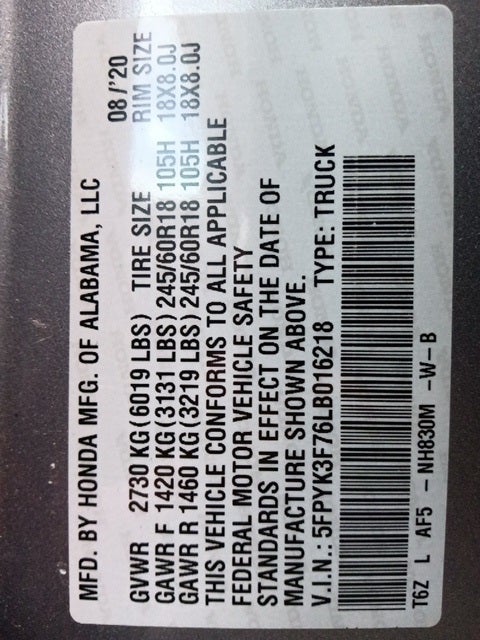 MFD. BY HONDA MFG. OF ALABAMA, LLC 08/'20
GVWR 2730 KG(6019 LBS) TIRE SIZE RIM SIZE
GAWR F 1420 KG(3131 LBS) 245/60R18 105H 18X8.0J
GAWR R 1460 KG(3219 LBS) 245/60R18 105H 18X8.0J
THIS VEHICLE CONFORMS TO ALL APPLICABLE
FEDERAL MOTOR VEHICLE SAFETY
STANDARDS IN EFFECT ON THE DATE OF
MANUFACTURE SHOWN ABOVE.
V.I.N.: 5FPYK3F76LB016218 TYPE: TRUCK
T6Z L AF5 - NH830M -W-B